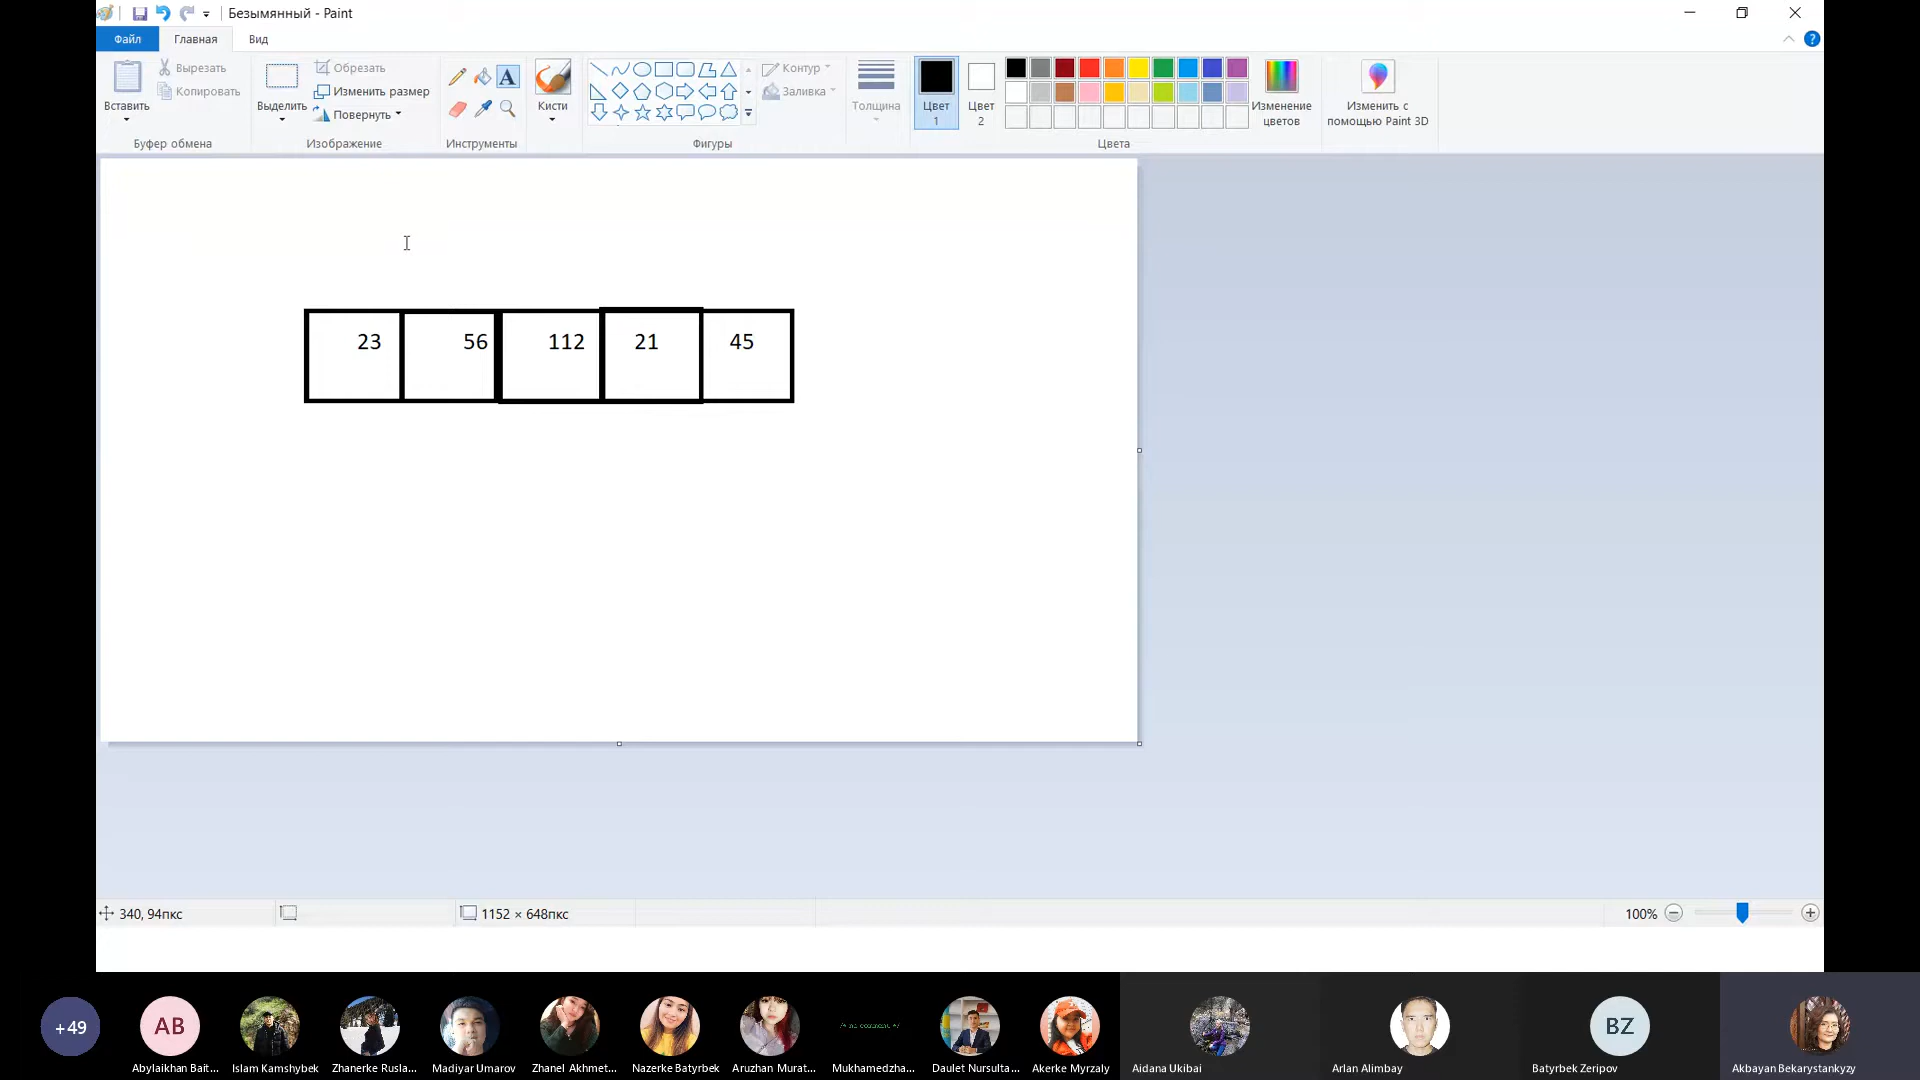 Безымянный - Paint
Файл Главная Вид
Вставить
Вырезать
Копировать
Буфер обмена
Выделить
Обрезать
Изменить размер
Повернуть
Изображение
A
Инструменты
Кисти
Контур
Заливка
Фигуры
Толщина
Цвет
1
Цвет
2
Изменение
цветов
Изменить с
помощью Paint 3D
Цвета
?
23 56 112 21 45
340, 94пкс
1152 × 648пкс
100%
+49
AB
/* no comment */
BZ
Abylaikhan Bait...
Islam Kamshybek
Zhanerke Rusla...
Madiyar Umarov
Zhanel Akhmet...
Nazerke Batyrbek
Aruzhan Murat...
Mukhamedzha...
Daulet Nursulta...
Akerke Myrzaly
Aidana Ukibai
Arlan Alimbay
Batyrbek Zeripov
Akbayan Bekarystankyzy